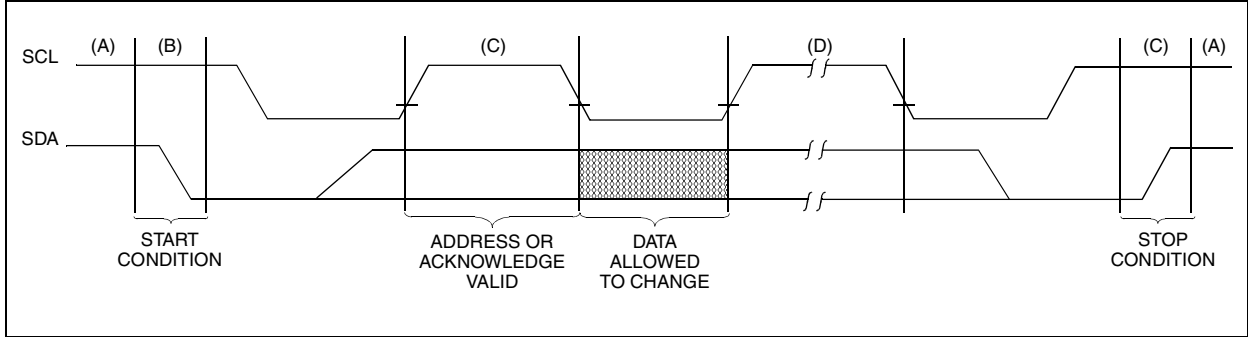 (A)
(B)
(C)
(D)
(C)
(A)
SCL
SDA
START
CONDITION
ADDRESS OR
ACKNOWLEDGE
VALID
DATA
ALLOWED
TO CHANGE
STOP
CONDITION